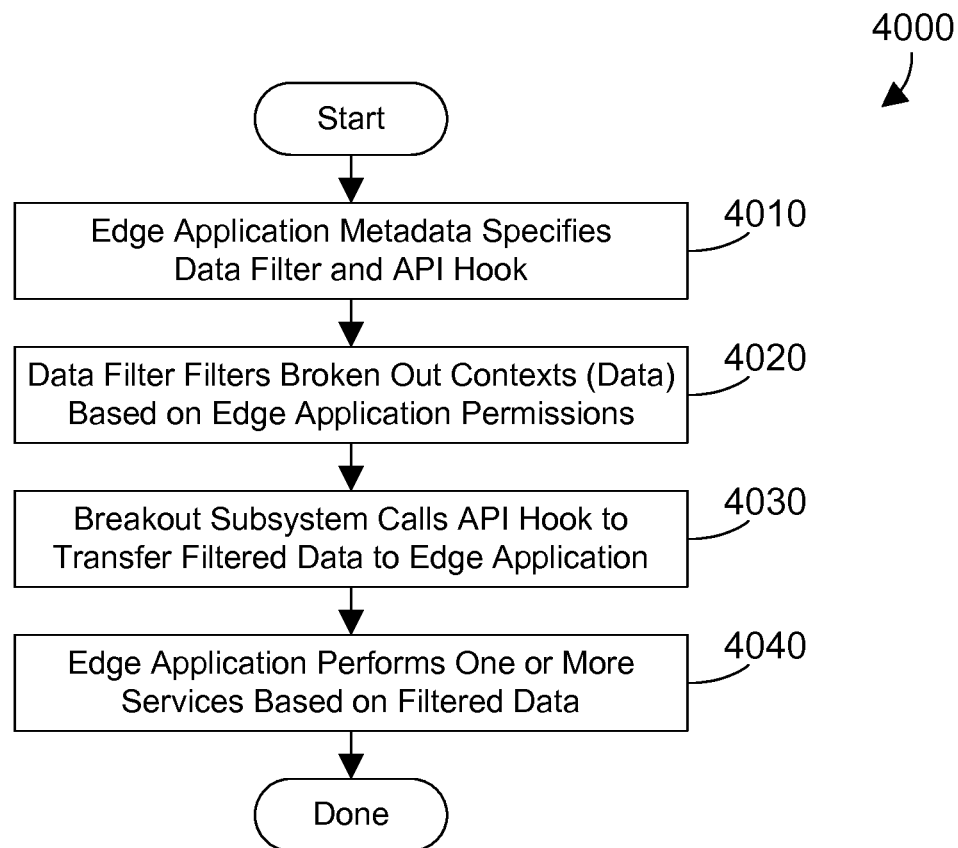 4000
Start
Edge Application Metadata Specifies
Data Filter and API Hook
4010
Data Filter Filters Broken Out Contexts (Data)
Based on Edge Application Permissions
4020
Breakout Subsystem Calls API Hook to
Transfer Filtered Data to Edge Application
4030
Edge Application Performs One or More
Services Based on Filtered Data
4040
Done